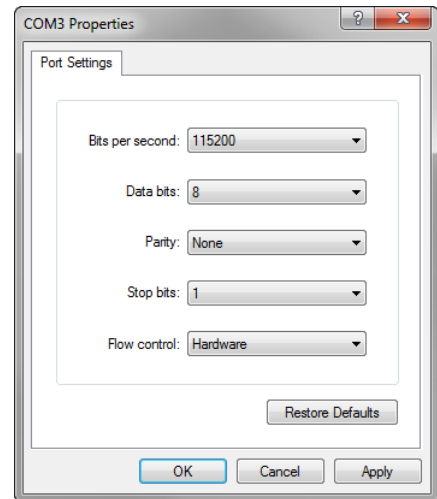 COM3 Properties
Port Settings
Bits per second: 115200
Data bits: 8
Parity: None
Stop bits: 1
Flow control: Hardware
Restore Defaults
OK Cancel Apply